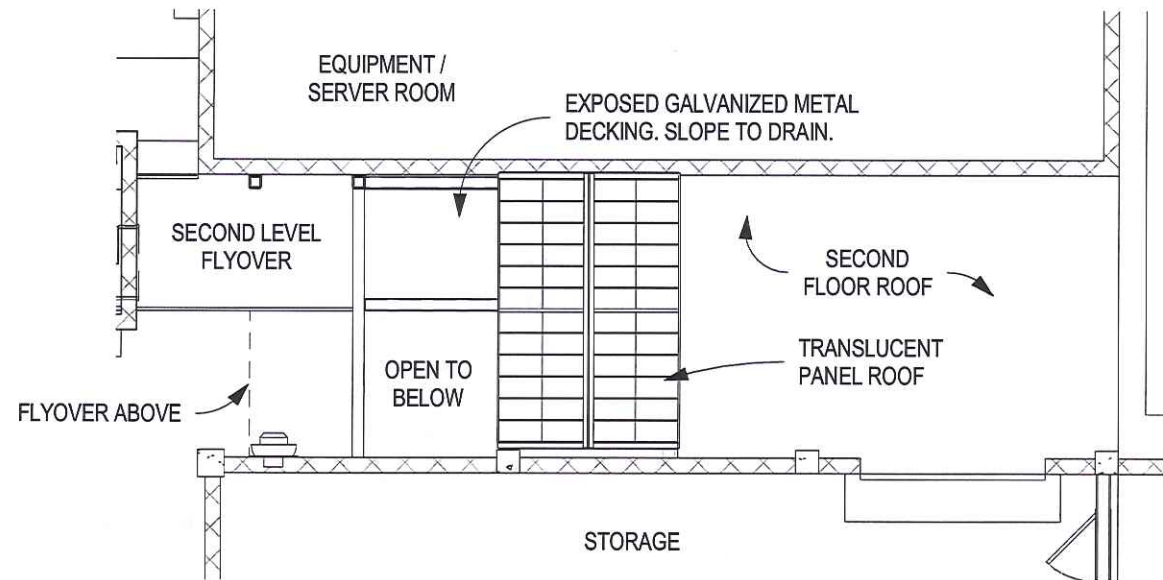 EQUIPMENT /
SERVER ROOM
EXPOSED GALVANIZED METAL
DECKING. SLOPE TO DRAIN.
SECOND LEVEL
FLYOVER
SECOND
FLOOR ROOF
TRANSLUCENT
PANEL ROOF
OPEN TO
BELOW
FLYOVER ABOVE
STORAGE